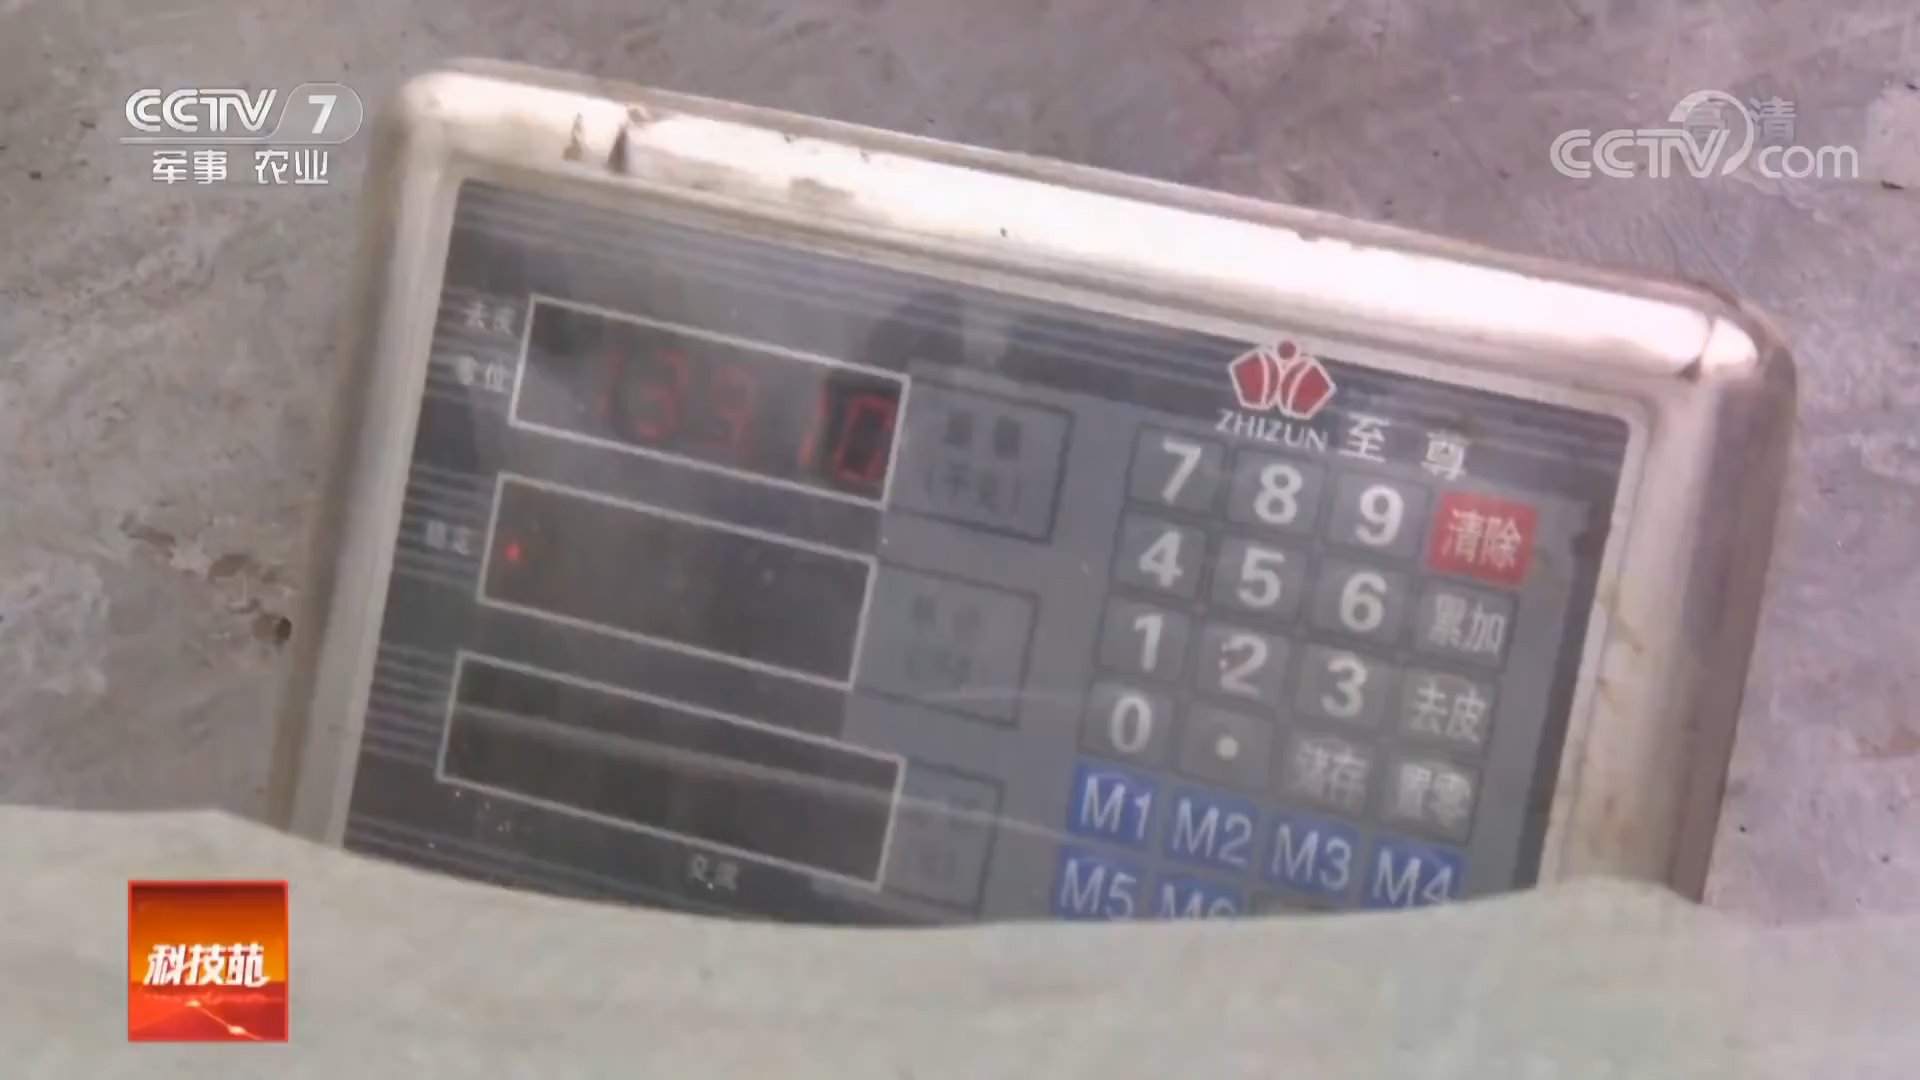 CCTV 7
军事 农业
高清
CCTV com
去皮
零位
13910
ZHIZUN 至尊
7 8 9 清除
4 5 6 累加
稳定
1 2 3 去皮
0 . 储存 置零
M1 M2 M3 M4
M5 M6
科技苑